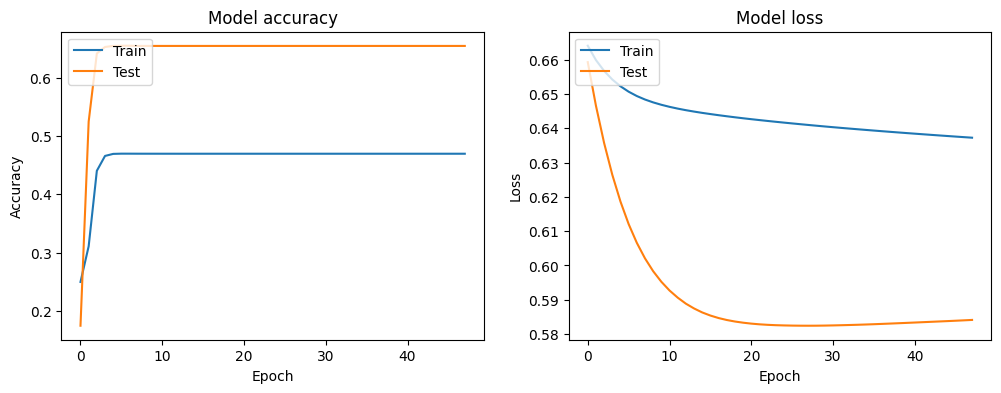 Model accuracy
Train
Test
Accuracy
0.6
0.5
0.4
0.3
0.2
0
10
20
30
40
Epoch
Model loss
Train
Test
Loss
0.66
0.65
0.64
0.63
0.62
0.61
0.60
0.59
0.58
0
10
20
30
40
Epoch